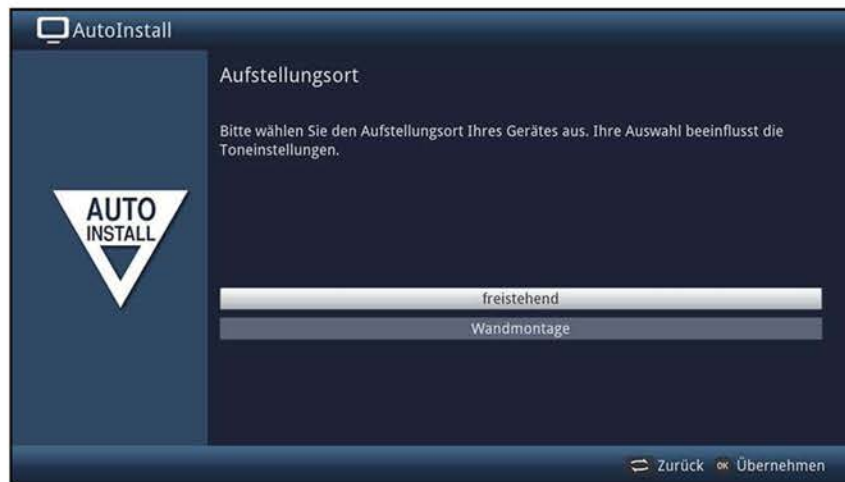 AutoInstall
Aufstellungsort
Bitte wählen Sie den Aufstellungsort Ihres Gerätes aus. Ihre Auswahl beeinflusst die
Toneinstellungen.
AUTO
INSTALL
freistehend
Wandmontage
Zurück OK Übernehmen